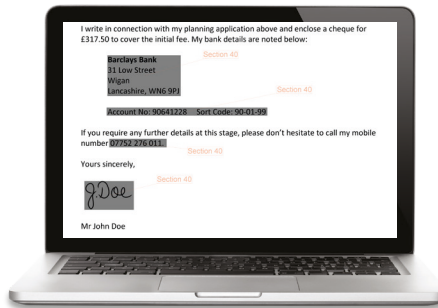 I write in connection with my planning application above and enclose a cheque for
£317.50 to cover the initial fee. My bank details are noted below:
Section 40
Barclays Bank
31 Low Street
Wigan
Lancashire, WN6 9PJ
Section 40
Account No: 90641228 Sort Code: 90-01-99
If you require any further details at this stage, please don't hesitate to call my mobile
number 07752 276 011.
Section 40
Yours sincerely,
Section 40
J. Doe
Mr John Doe